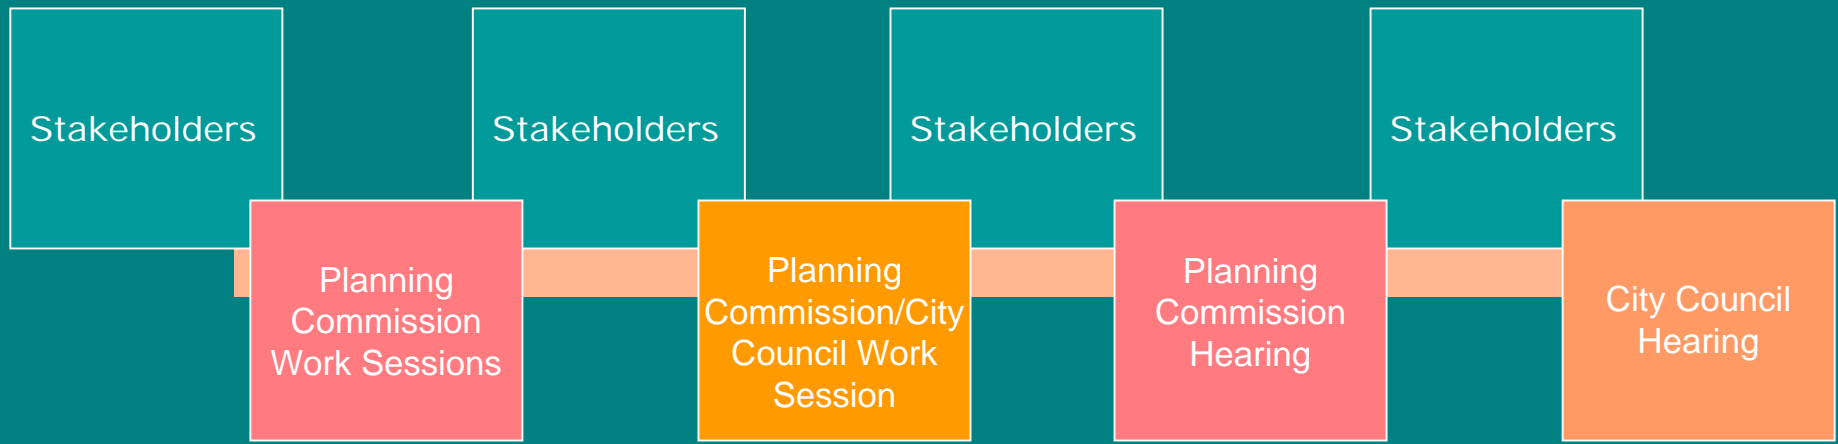 Stakeholders
Stakeholders
Stakeholders
Stakeholders
Planning
Commission
Work Sessions
Planning
Commission/City
Council Work
Session
Planning
Commission
Hearing
City Council
Hearing